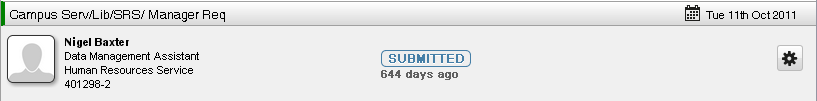 Campus Serv/Lib/SRS/ Manager Req
Tue 11th Oct 2011
Nigel Baxter
Data Management Assistant
Human Resources Service
401298-2
SUBMITTED
644 days ago